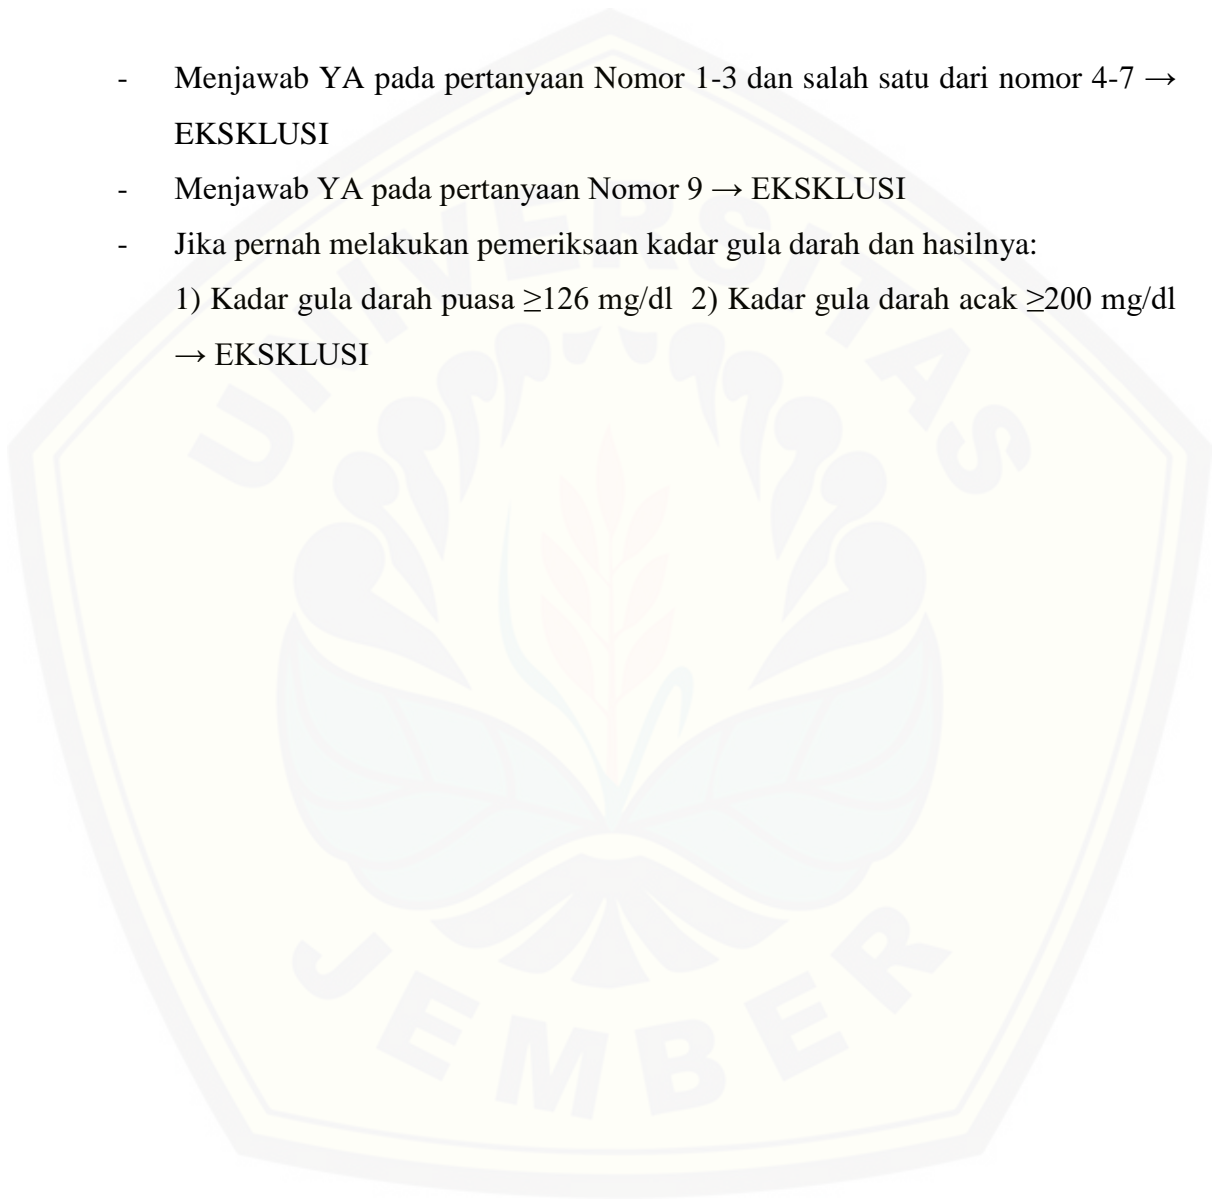 - Menjawab YA pada pertanyaan Nomor 1-3 dan salah satu dari nomor 4-7 →
EKSKLUSI
- Menjawab YA pada pertanyaan Nomor 9 → EKSKLUSI
- Jika pernah melakukan pemeriksaan kadar gula darah dan hasilnya:
1) Kadar gula darah puasa ≥126 mg/dl 2) Kadar gula darah acak ≥200 mg/dl
→ EKSKLUSI
UNIVERSITAS
JEMBER